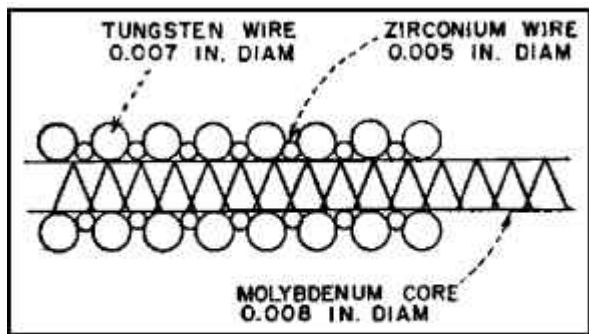 TUNGSTEN WIRE
0.007 IN. DIAM
ZIRCONIUM WIRE
0.005 IN. DIAM
MOLYBDENUM CORE
0.008 IN. DIAM